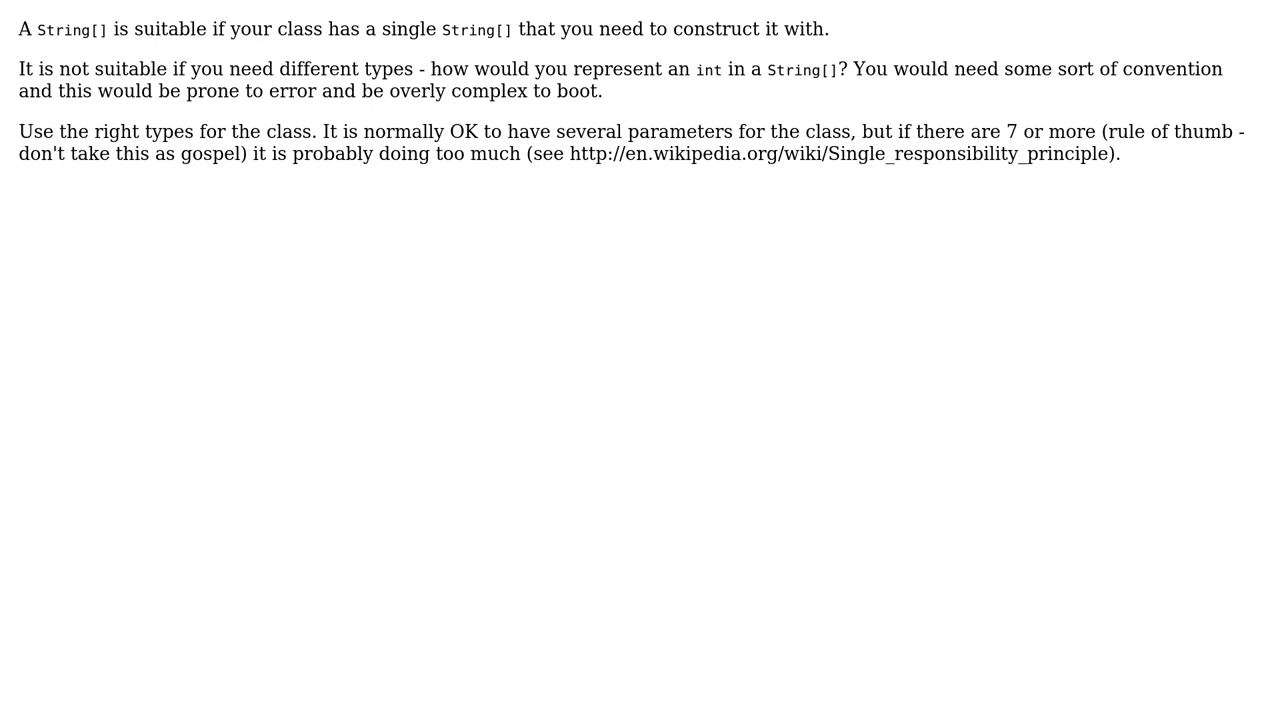 A String[] is suitable if your class has a single String[] that you need to construct it with.
It is not suitable if you need different types - how would you represent an int in a String[]? You would need some sort of convention
and this would be prone to error and be overly complex to boot.
Use the right types for the class. It is normally OK to have several parameters for the class, but if there are 7 or more (rule of thumb -
don't take this as gospel) it is probably doing too much (see http://en.wikipedia.org/wiki/Single_responsibility_principle).